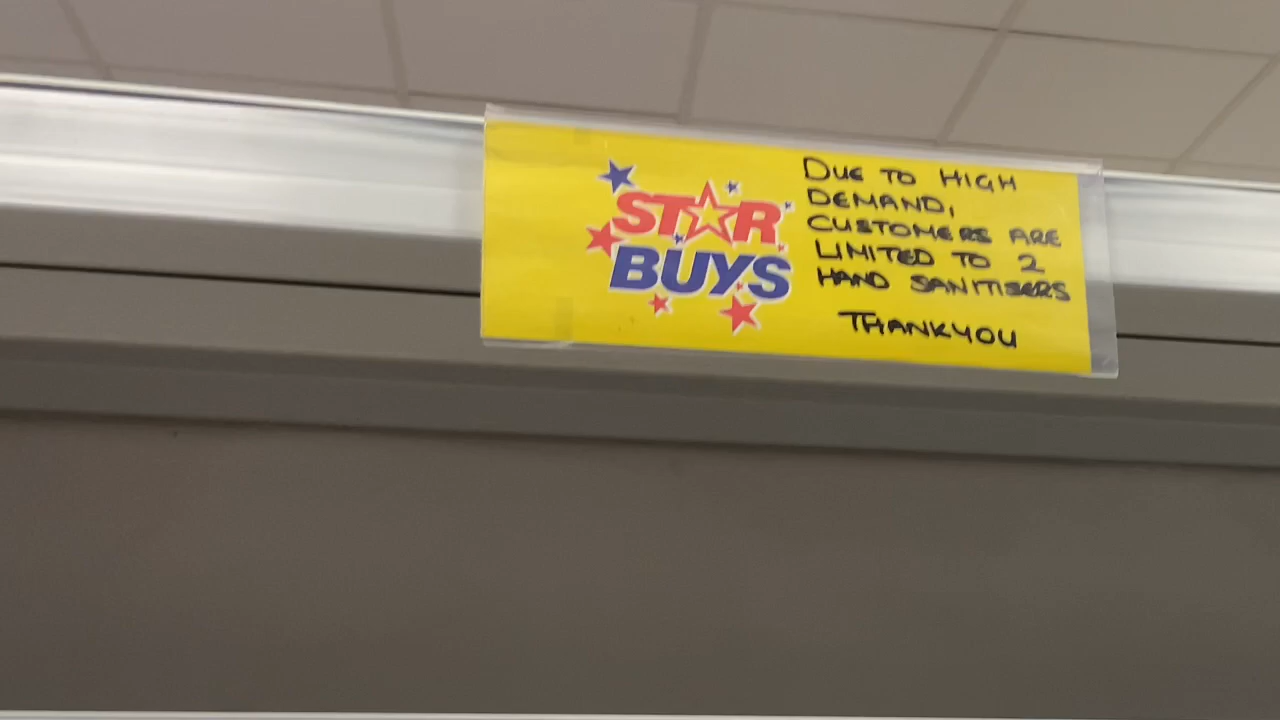 STAR
BUYS
DUE TO HIGH
DEMAND,
CUSTOMERS ARE
LIMITED TO 2
HAND SANITISERS
THANKYOU